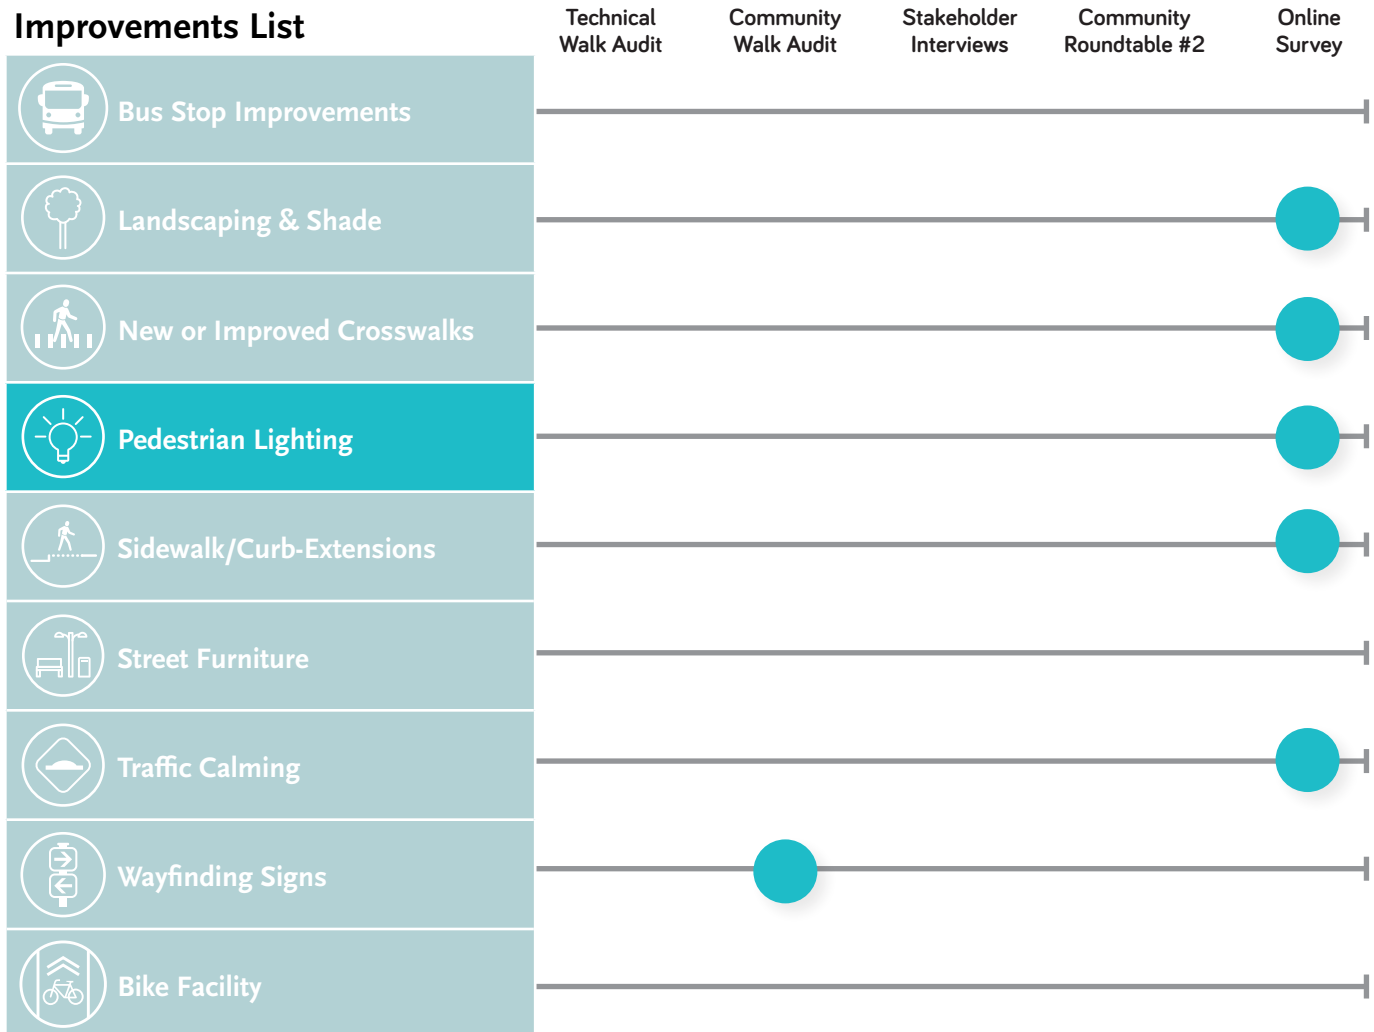 Improvements List
Technical
Walk Audit
Community
Walk Audit
Stakeholder
Interviews
Community
Roundtable #2
Online
Survey
Bus Stop Improvements
Landscaping & Shade
New or Improved Crosswalks
Pedestrian Lighting
Sidewalk/Curb-Extensions
Street Furniture
Traffic Calming
Wayfinding Signs
Bike Facility